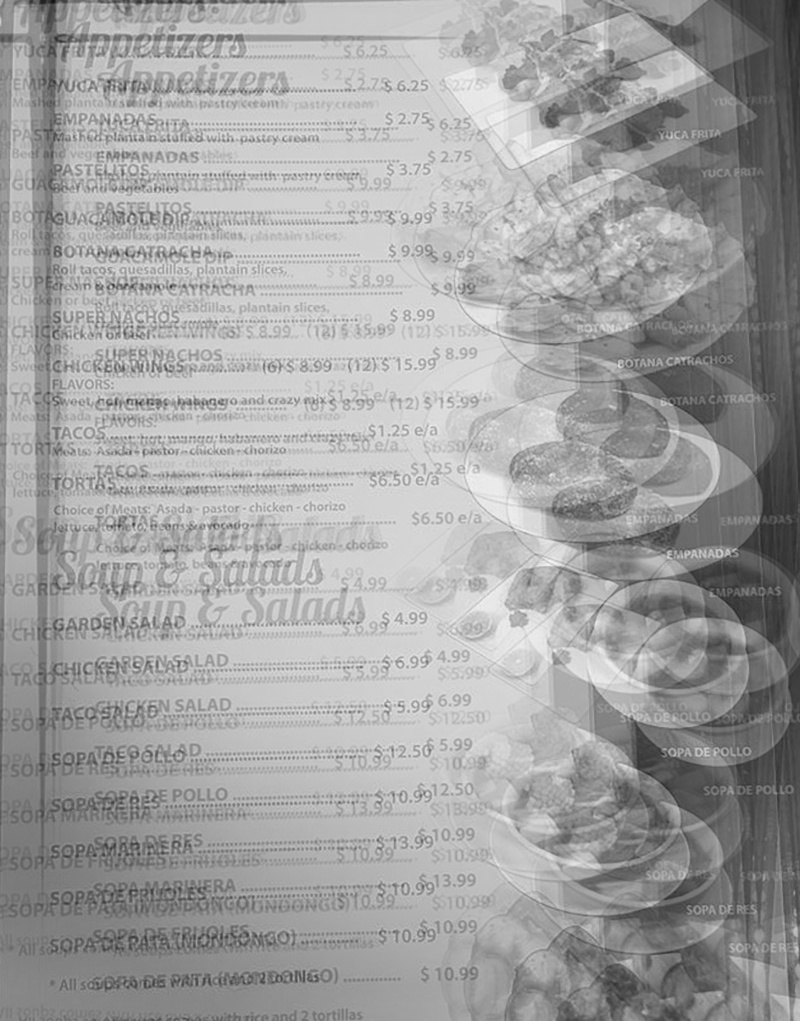 Appetizers
YUCA FRITA $ 6.25
EMPANADAS $ 2.75
Mashed plantain stuffed with pastry cream
PASTELITOS $ 3.75
Beef and vegetables
GUACAMOLE DIP $ 9.99
BOTANA CATRACHA $ 9.99
Roll tacos, quesadillas, plantain slices,
SUPER NACHOS $ 8.99
Chicken or beef
CHICKEN WINGS (6) $ 8.99 (12) $ 15.99
FLAVORS:
Sweet, hot, mango, habanero and crazy mix
TACOS $1.25 e/a
Meats: Asada - pastor - chicken - chorizo
TORTAS $6.50 e/a
Choice of Meats: Asada - pastor - chicken - chorizo
lettuce, tomato, beans & avocado
Soup & Salads
GARDEN SALAD $ 4.99
CHICKEN SALAD $ 6.99
TACO SALAD $ 5.99
SOPA DE POLLO $ 12.50
SOPA DE RES $ 10.99
SOPA MARINERA $ 13.99
SOPA DE FRIJOLES $ 10.99
SOPA DE PATA (MONDONGO) $ 10.99
* All soups comes with rice and 2 tortillas
YUCA FRITA
BOTANA CATRACHOS
EMPANADAS
SOPA DE POLLO
SOPA DE RES